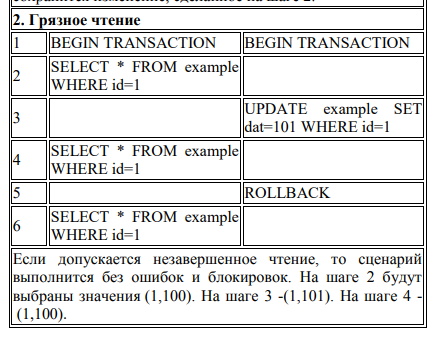 2. Грязное чтение
1 BEGIN TRANSACTION BEGIN TRANSACTION
2 SELECT * FROM example
WHERE id=1
3 UPDATE example SET
dat=101 WHERE id=1
4 SELECT * FROM example
WHERE id=1
5 ROLLBACK
6 SELECT * FROM example
WHERE id=1
Если допускается незавершенное чтение, то сценарий
выполнится без ошибок и блокировок. На шаге 2 будут
выбраны значения (1,100). На шаге 3 -(1,101). На шаге 4 -
(1,100).